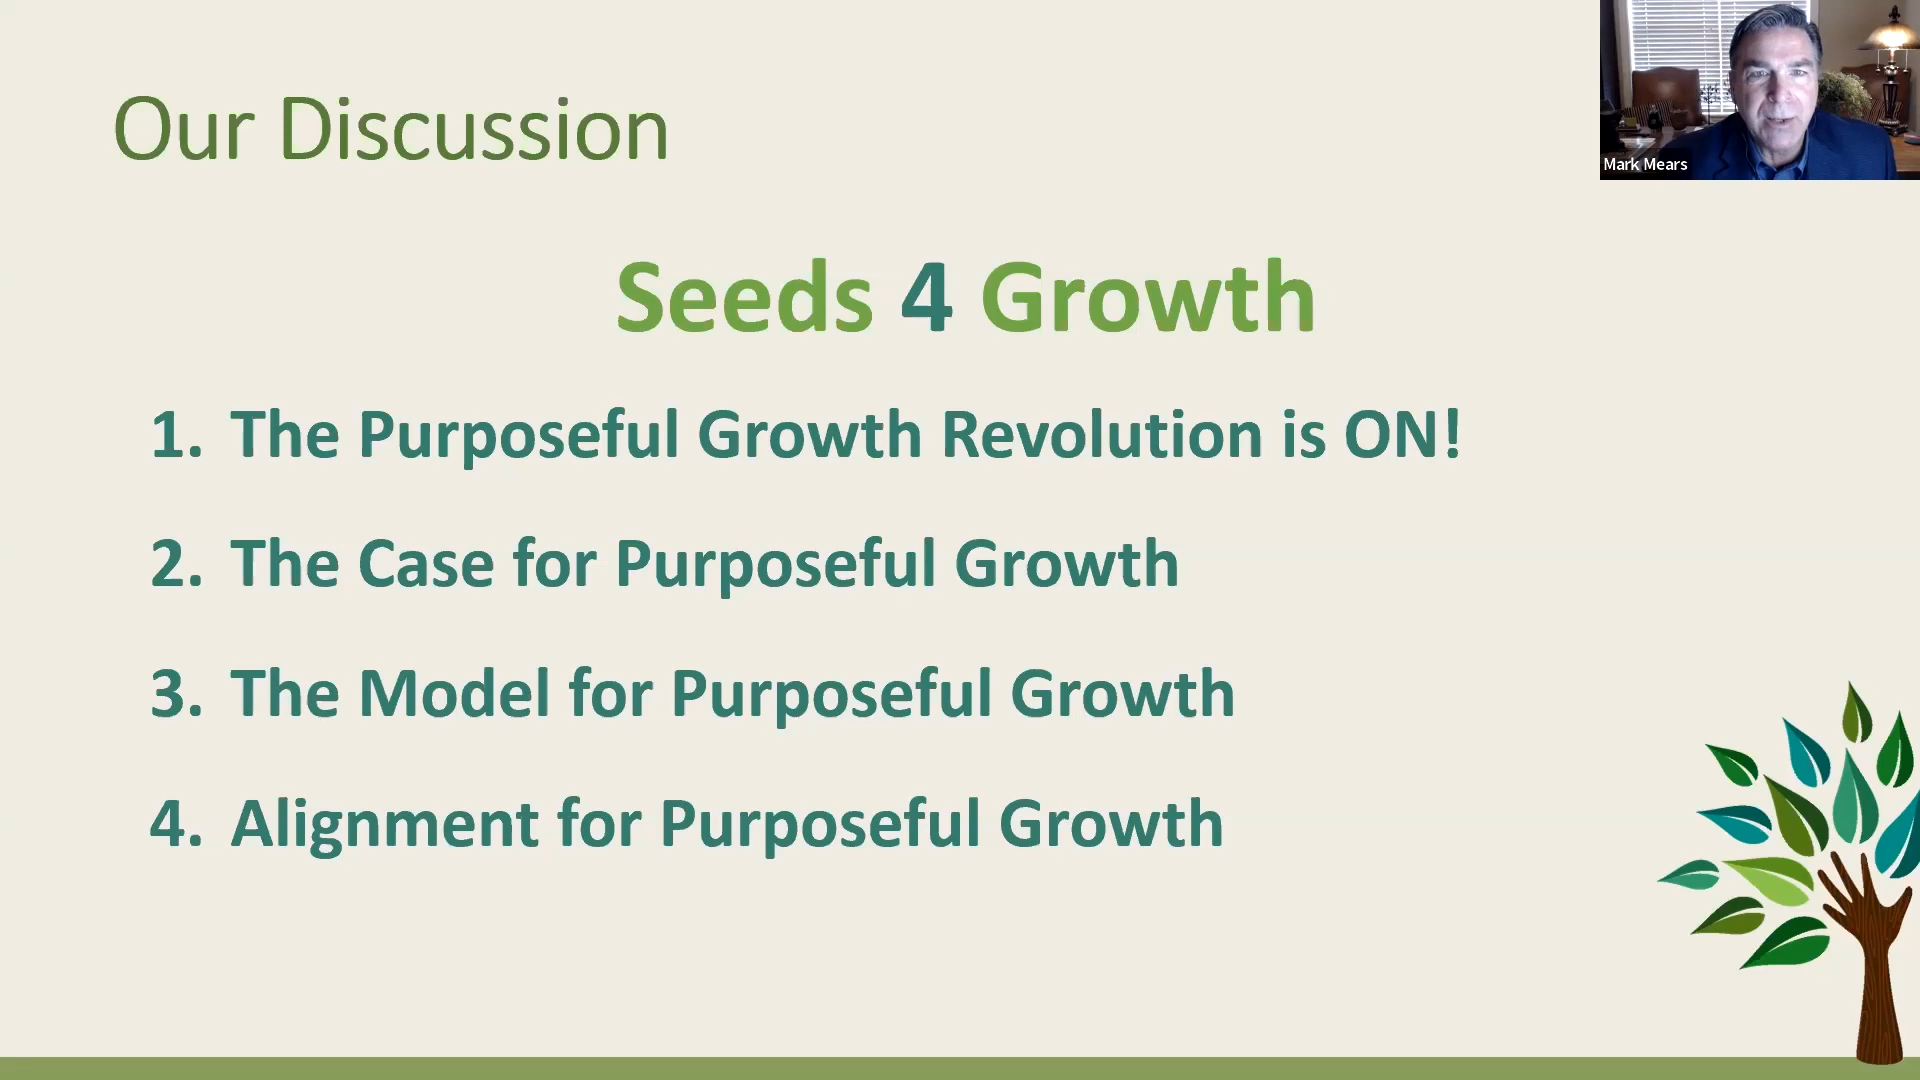 Our Discussion
Mark Mears
Seeds 4 Growth
1. The Purposeful Growth Revolution is ON!
2. The Case for Purposeful Growth
3. The Model for Purposeful Growth
4. Alignment for Purposeful Growth